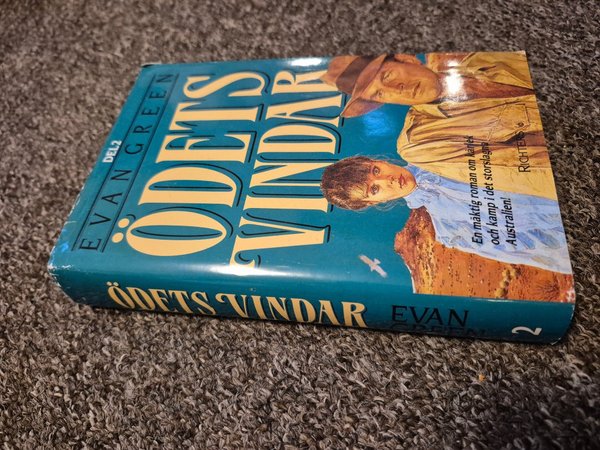 DEL 2
EVAN GREEN
ÖDETS
VINDAR
En mäktig roman om kärlek
och kamp i det storslagna
Australien!
RICHTERS
ÖDETS VINDAR
EVAN
GREEN
2